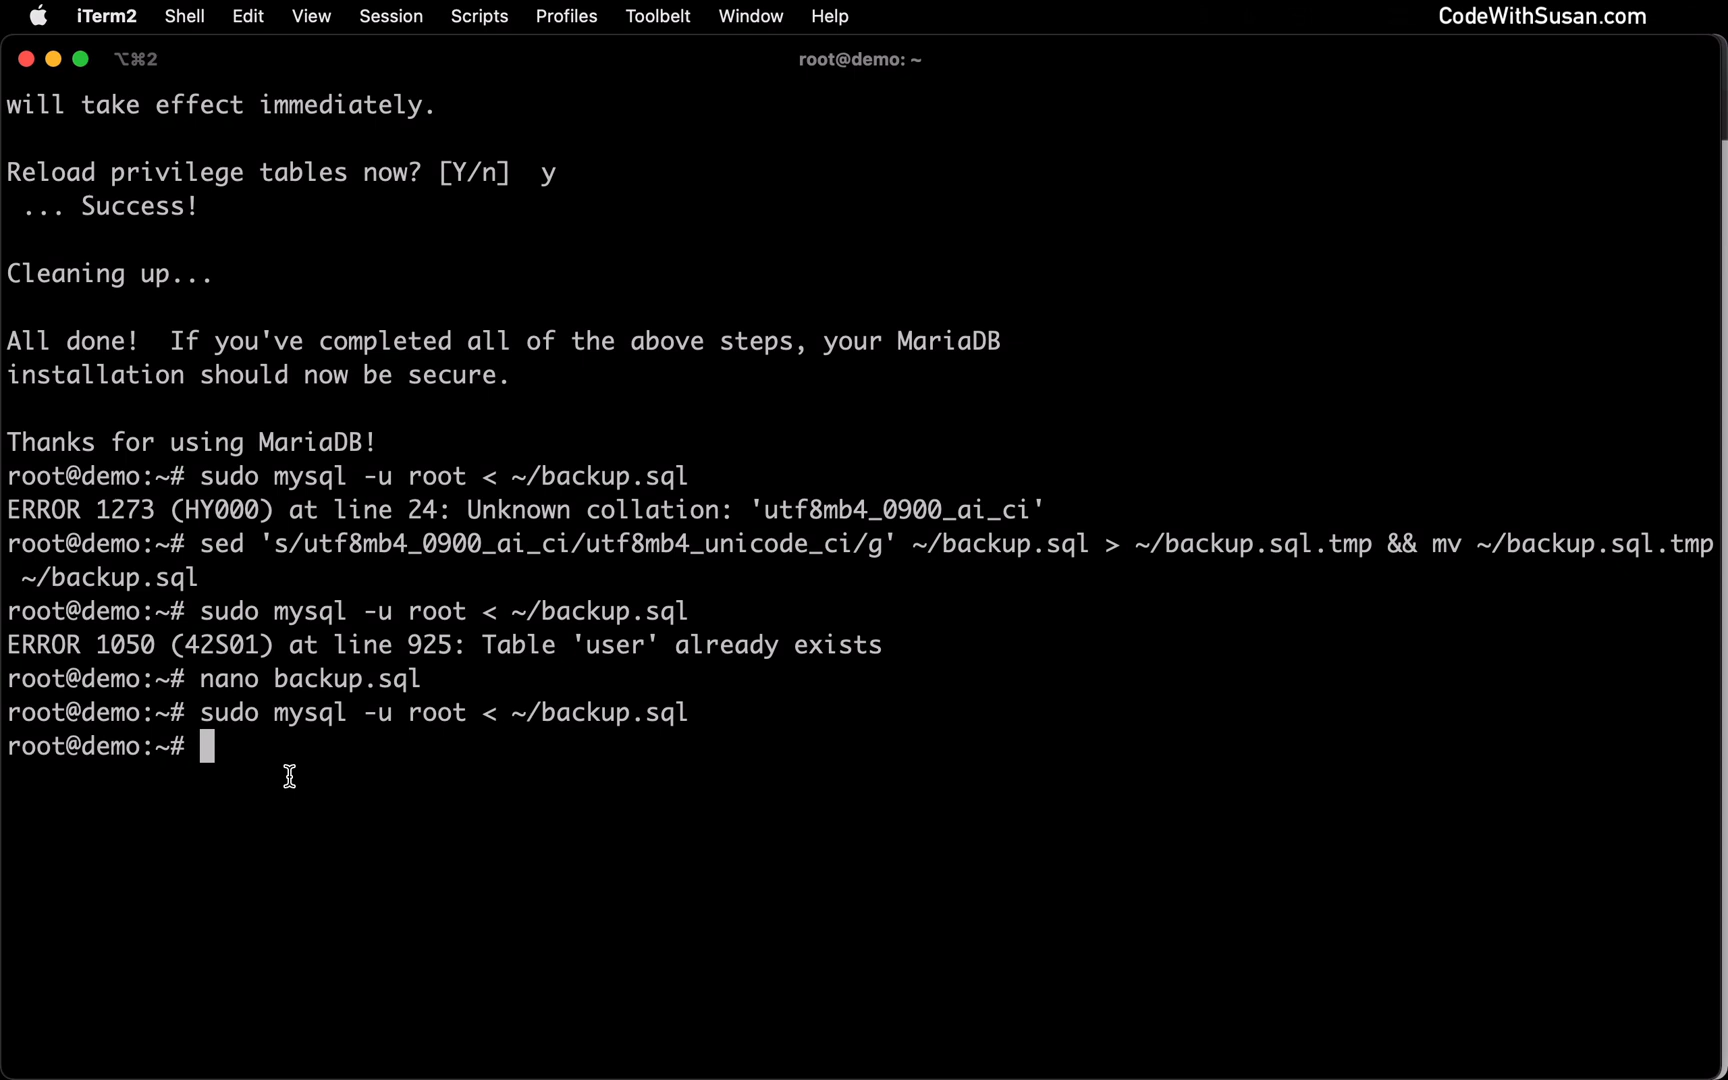 iTerm2 Shell Edit View Session Scripts Profiles Toolbelt Window Help CodeWithSusan.com
⌥⌘2 root@demo: ~
will take effect immediately.
Reload privilege tables now? [Y/n]  y
 ... Success!
Cleaning up...
All done!  If you've completed all of the above steps, your MariaDB
installation should now be secure.
Thanks for using MariaDB!
root@demo:~# sudo mysql -u root < ~/backup.sql
ERROR 1273 (HY000) at line 24: Unknown collation: 'utf8mb4_0900_ai_ci'
root@demo:~# sed 's/utf8mb4_0900_ai_ci/utf8mb4_unicode_ci/g' ~/backup.sql > ~/backup.sql.tmp && mv ~/backup.sql.tmp
 ~/backup.sql
root@demo:~# sudo mysql -u root < ~/backup.sql
ERROR 1050 (42S01) at line 925: Table 'user' already exists
root@demo:~# nano backup.sql
root@demo:~# sudo mysql -u root < ~/backup.sql
root@demo:~#